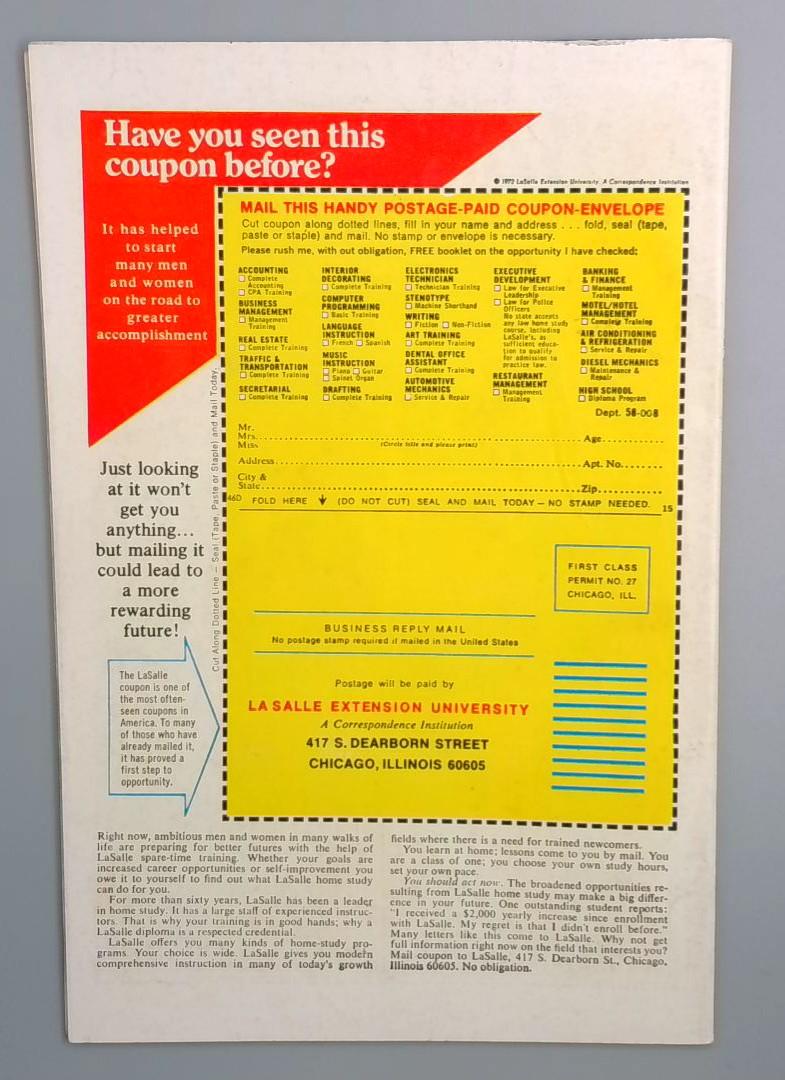 Have you seen this
coupon before?
© 1972 LaSalle Extension University, A Correspondence Institution
It has helped
to start
many men
and women
on the road to
greater
accomplishment
MAIL THIS HANDY POSTAGE-PAID COUPON-ENVELOPE
Cut coupon along dotted lines, fill in your name and address . . . fold, seal (tape,
paste or staple) and mail. No stamp or envelope is necessary.
Please rush me, with out obligation, FREE booklet on the opportunity I have checked:
ACCOUNTING
Complete
Accounting
CPA Training
BUSINESS
MANAGEMENT
Management
Training
REAL ESTATE
Complete Training
TRAFFIC &
TRANSPORTATION
Complete Training
SECRETARIAL
Complete Training
INTERIOR
DECORATING
Complete Training
COMPUTER
PROGRAMMING
Basic Training
LANGUAGE
INSTRUCTION
French Spanish
MUSIC
INSTRUCTION
Piano Guitar
Spinet Organ
DRAFTING
Complete Training
ELECTRONICS
TECHNICIAN
Technician Training
STENOTYPE
Machine Shorthand
WRITING
Fiction Non-Fiction
ART TRAINING
Complete Training
DENTAL OFFICE
ASSISTANT
Complete Training
AUTOMOTIVE
MECHANICS
Service & Repair
EXECUTIVE
DEVELOPMENT
Law for Executive
Leadership
Law for Police
Officers
No state accepts
any law home study
course, including
LaSalle's, as
sufficient educa-
tion to qualify
for admission to
practice law.
RESTAURANT
MANAGEMENT
Management
Training
BANKING
& FINANCE
Management
Training
MOTEL/HOTEL
MANAGEMENT
Complete Training
AIR CONDITIONING
& REFRIGERATION
Service & Repair
DIESEL MECHANICS
Maintenance &
Repair
HIGH SCHOOL
Diploma Program
Dept. 58-008
Mr.
Mrs. Age
Miss (Circle title and please print)
Address Apt. No.
City &
State Zip
46D FOLD HERE ↓ (DO NOT CUT) SEAL AND MAIL TODAY – NO STAMP NEEDED. 15
Cut Along Dotted Line – Seal (Tape, Paste or Staple) and Mail Today.
Just looking
at it won't
get you
anything...
but mailing it
could lead to
a more
rewarding
future!
The LaSalle
coupon is one of
the most often-
seen coupons in
America. To many
of those who have
already mailed it,
it has proved a
first step to
opportunity.
FIRST CLASS
PERMIT NO. 27
CHICAGO, ILL.
BUSINESS REPLY MAIL
No postage stamp required if mailed in the United States
Postage will be paid by
LA SALLE EXTENSION UNIVERSITY
A Correspondence Institution
417 S. DEARBORN STREET
CHICAGO, ILLINOIS 60605
Right now, ambitious men and women in many walks of
life are preparing for better futures with the help of
LaSalle spare-time training. Whether your goals are
increased career opportunities or self-improvement you
owe it to yourself to find out what LaSalle home study
can do for you.
For more than sixty years, LaSalle has been a leader
in home study. It has a large staff of experienced instruc-
tors. That is why your training is in good hands; why a
LaSalle diploma is a respected credential.
LaSalle offers you many kinds of home-study pro-
grams. Your choice is wide. LaSalle gives you modern
comprehensive instruction in many of today's growth
fields where there is a need for trained newcomers.
You learn at home; lessons come to you by mail. You
are a class of one; you choose your own study hours,
set your own pace.
You should act now. The broadened opportunities re-
sulting from LaSalle home study may make a big differ-
ence in your future. One outstanding student reports:
"I received a $2,000 yearly increase since enrollment
with LaSalle. My regret is that I didn't enroll before."
Many letters like this come to LaSalle. Why not get
full information right now on the field that interests you?
Mail coupon to LaSalle, 417 S. Dearborn St., Chicago,
Illinois 60605. No obligation.